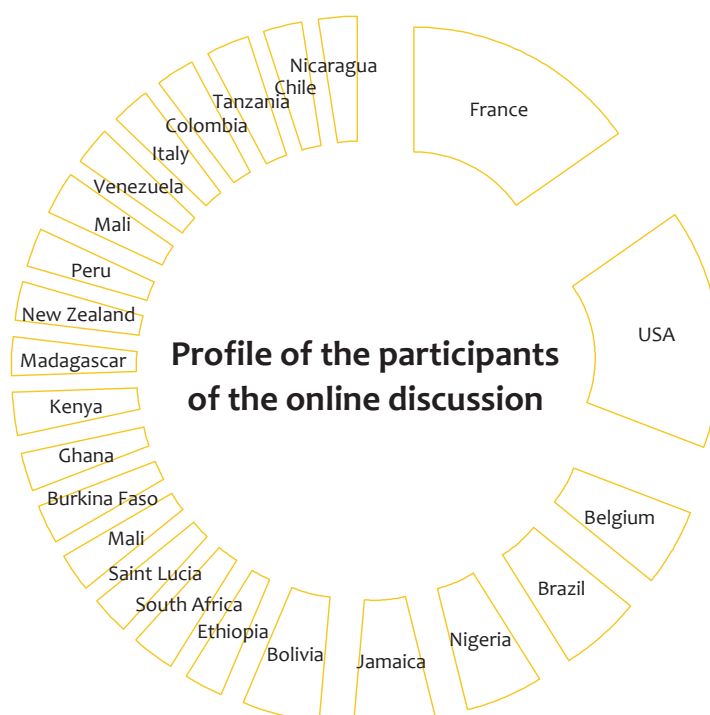 Nicaragua
Chile
Tanzania
Colombia
Italy
Venezuela
Mali
Peru
New Zealand
Madagascar
Kenya
Ghana
Burkina Faso
Mali
Saint Lucia
South Africa
Ethiopia
Bolivia
Jamaica
Nigeria
Brazil
Belgium
USA
France
Profile of the participants
of the online discussion